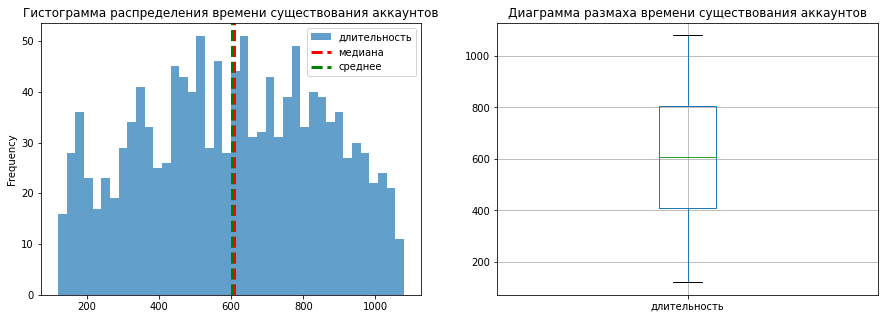 Гистограмма распределения времени существования аккаунтов
длительность
медиана
среднее
Frequency
50
40
30
20
10
0
200 400 600 800 1000
Диаграмма размаха времени существования аккаунтов
1000
800
600
400
200
длительность